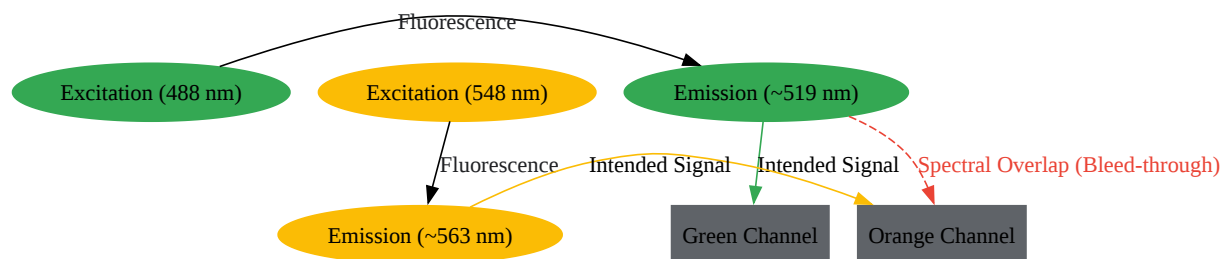 Fluorescence
Excitation (488 nm)
Excitation (548 nm)
Emission (~519 nm)
Fluorescence
Intended Signal
Intended Signal
Spectral Overlap (Bleed-through)
Emission (~563 nm)
Green Channel
Orange Channel